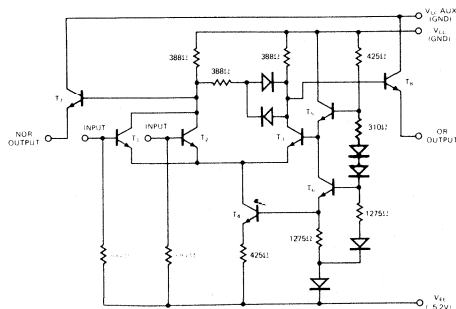 VCC AUX
(GND)
VCC
(GND)
388Ω
388Ω
425Ω
388Ω
T7
T8
T5
310Ω
NOR
OUTPUT
INPUT
INPUT
T1
T2
T3
OR
OUTPUT
T6
T4
1275Ω
1275Ω
425Ω
VEE
(-5.2V)